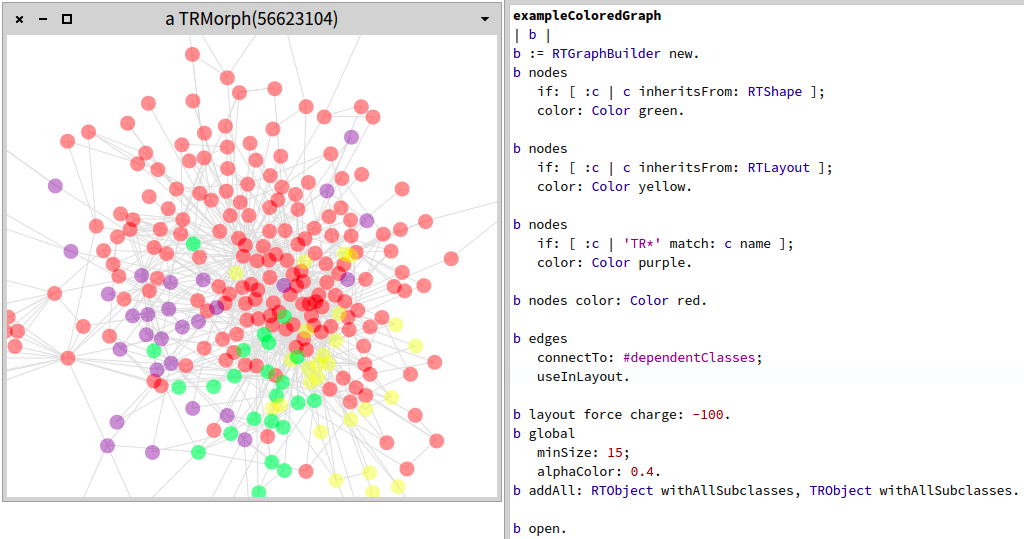 a TRMorph(56623104)
exampleColoredGraph
| b |
b := RTGraphBuilder new.
b nodes
if: [ :c | c inheritsFrom: RTShape ];
color: Color green.
b nodes
if: [ :c | c inheritsFrom: RTLayout ];
color: Color yellow.
b nodes
if: [ :c | 'TR*' match: c name ];
color: Color purple.
b nodes color: Color red.
b edges
connectTo: #dependentClasses;
useInLayout.
b layout force charge: -100.
b global
minSize: 15;
alphaColor: 0.4.
b addAll: RTObject withAllSubclasses, TRObject withAllSubclasses.
b open.